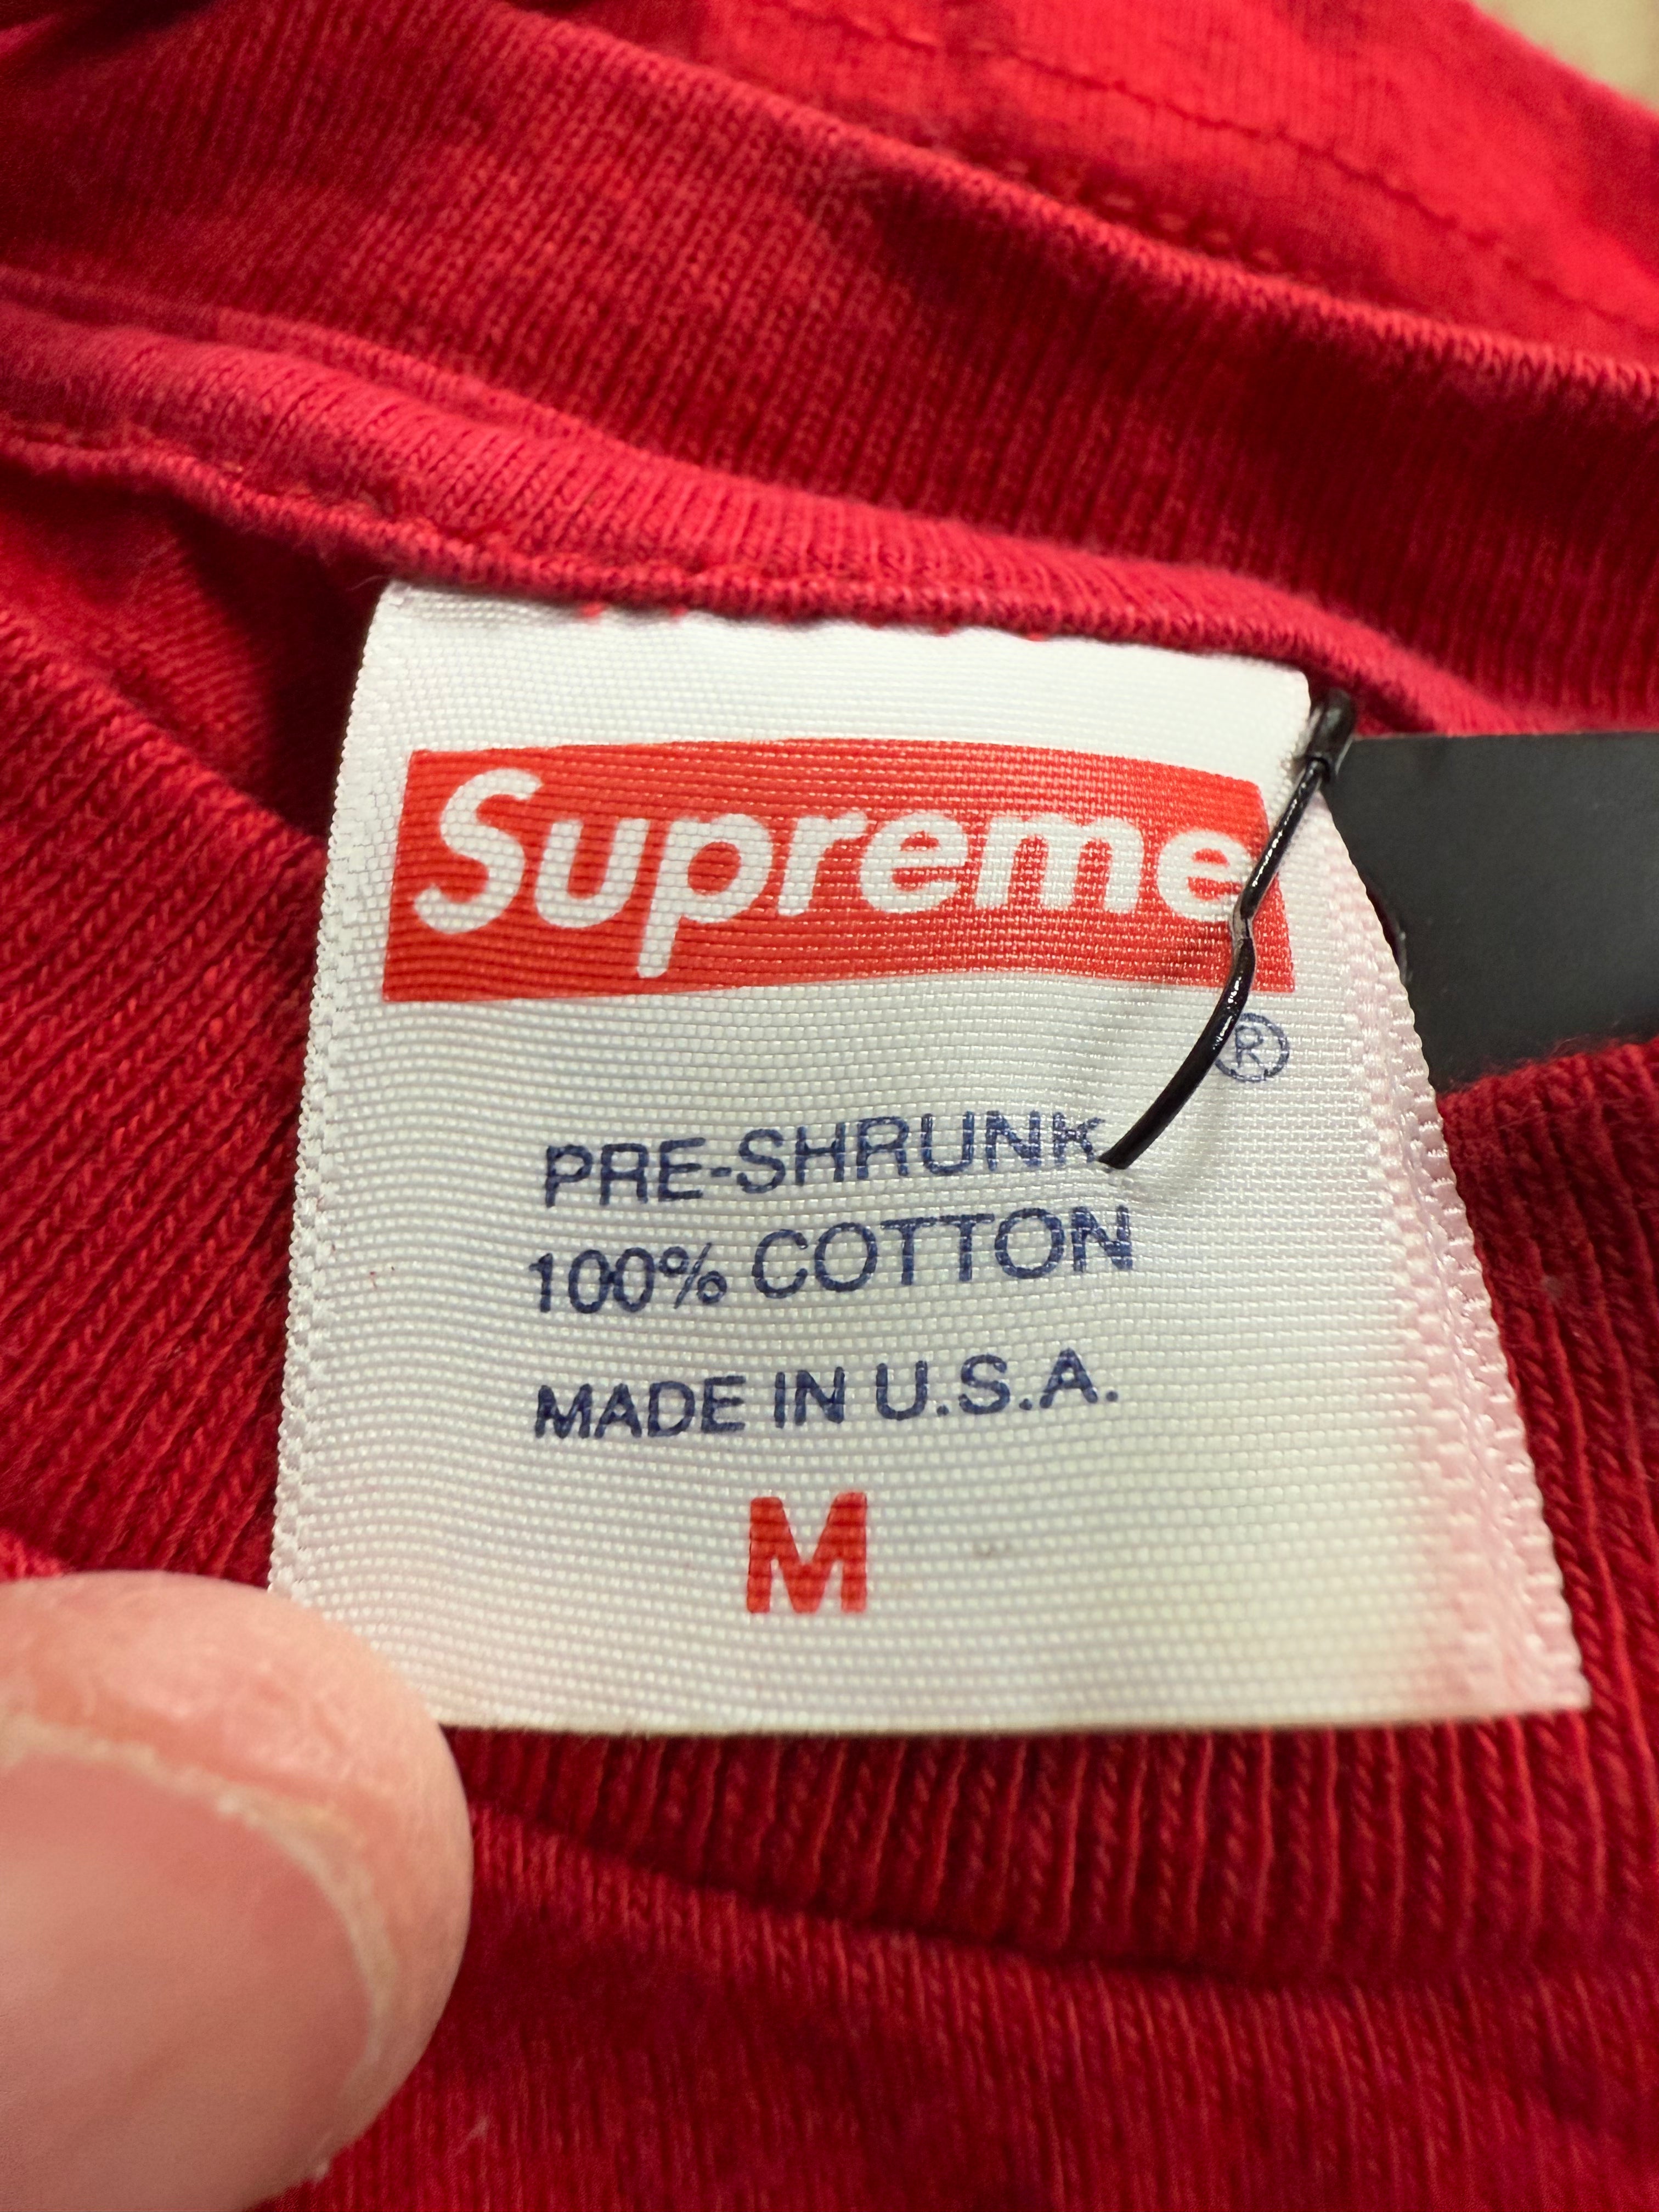 Supreme
®
PRE-SHRUNK
100% COTTON
MADE IN U.S.A.
M